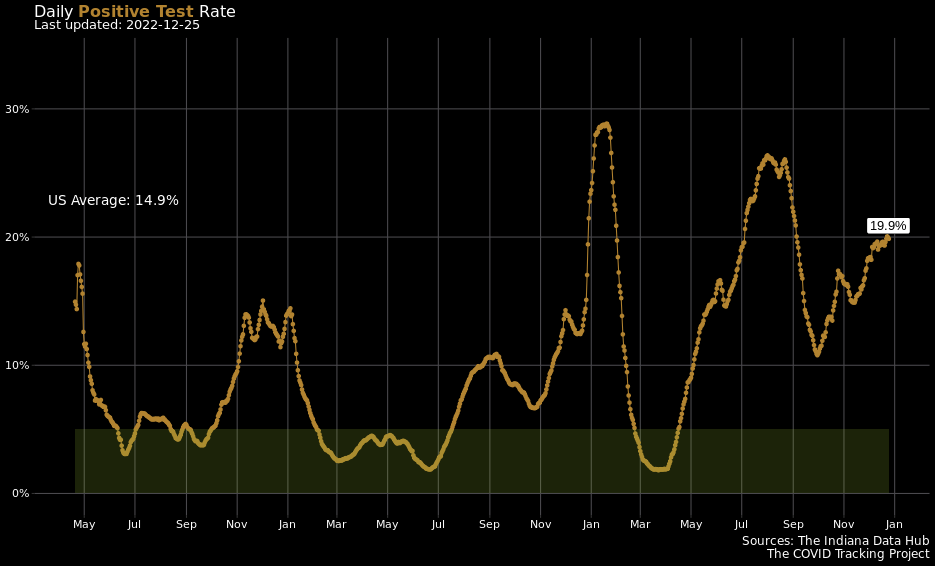 Daily Positive Test Rate
Last updated: 2022-12-25
30%
US Average: 14.9%
20%
19.9%
10%
0%
May Jul Sep Nov Jan Mar May Jul Sep Nov Jan Mar May Jul Sep Nov Jan
Sources: The Indiana Data Hub
The COVID Tracking Project